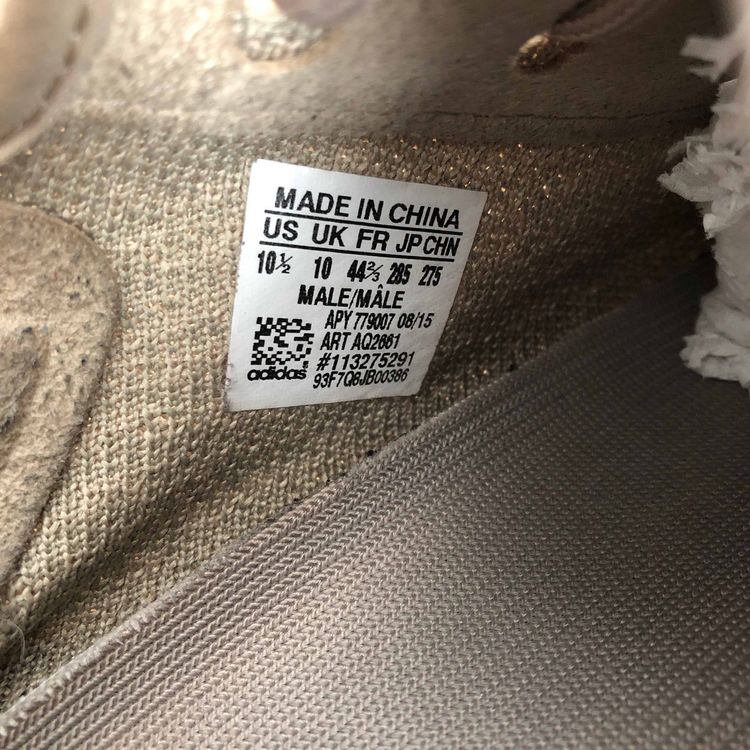 MADE IN CHINA
US UK FR JP CHN
10½ 10 44⅔ 285 275
MALE/MÂLE
APY 779007 08/15
ART AQ2661
#113275291
adidas 93F7Q8JB00386